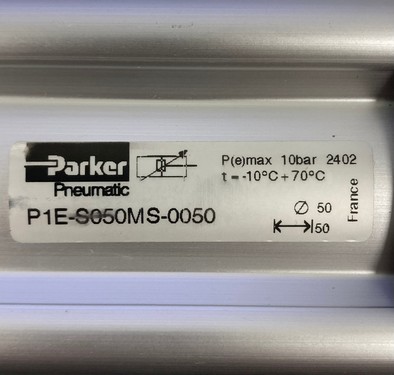 Parker
Pneumatic
P1E-S050MS-0050
P(e)max 10bar 2402
t = -10°C + 70°C
Ø 50
50
France